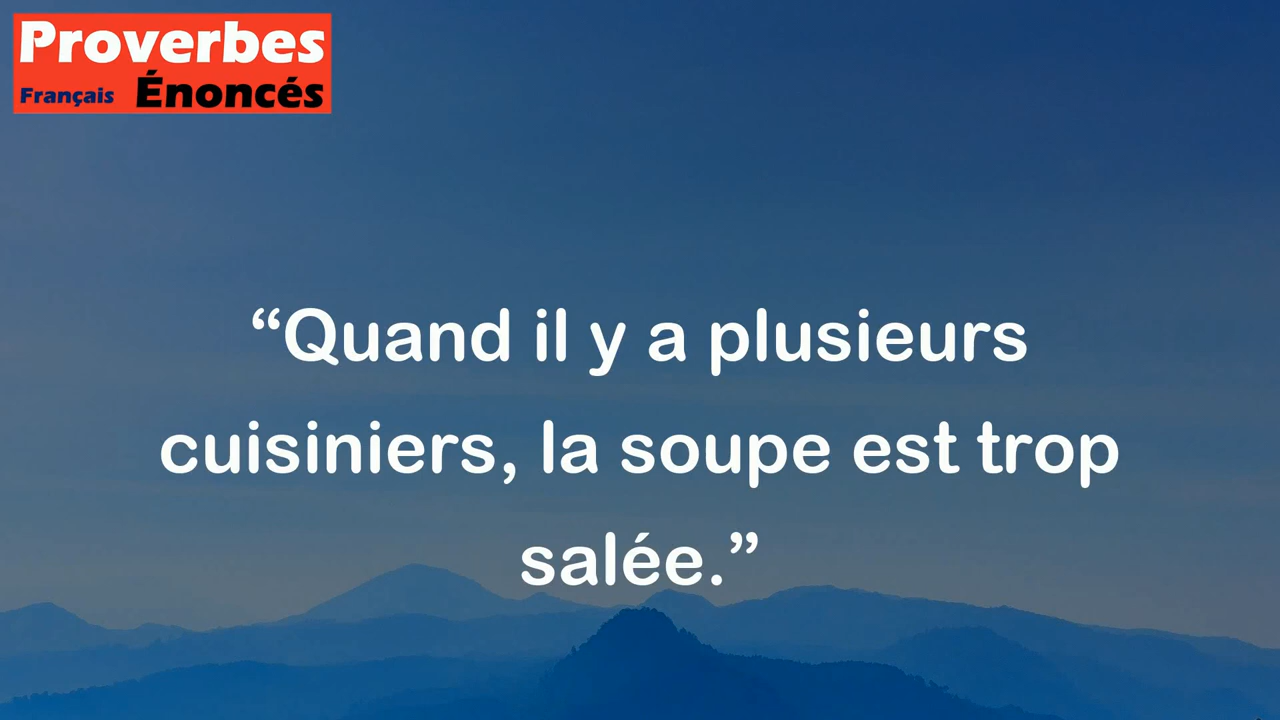 Proverbes
Français Énoncés
“Quand il y a plusieurs
cuisiniers, la soupe est trop
salée.”